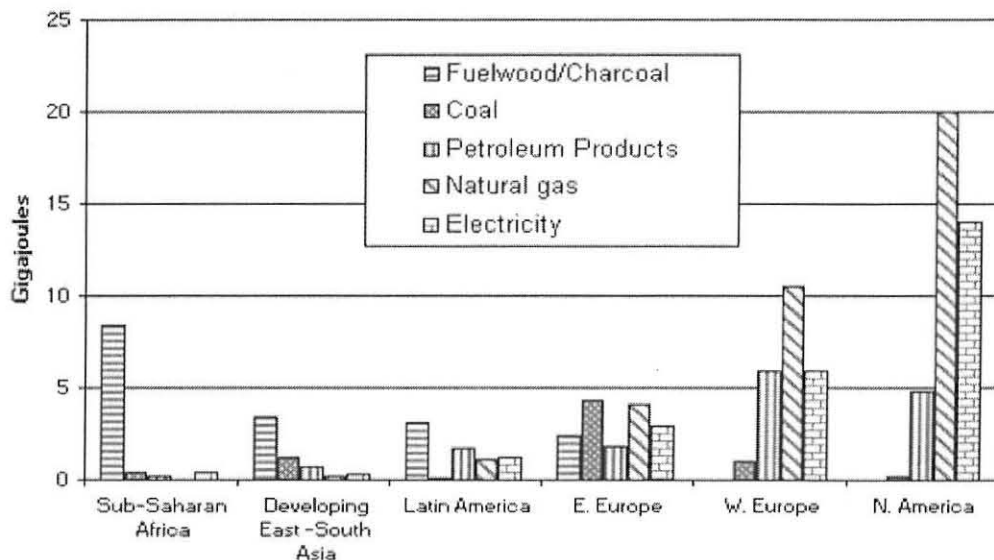 25
20
15
10
5
0
Gigajoules
Fuelwood/Charcoal
Coal
Petroleum Products
Natural gas
Electricity
Sub-Saharan
Africa
Developing
East -South
Asia
Latin America
E. Europe
W. Europe
N. America